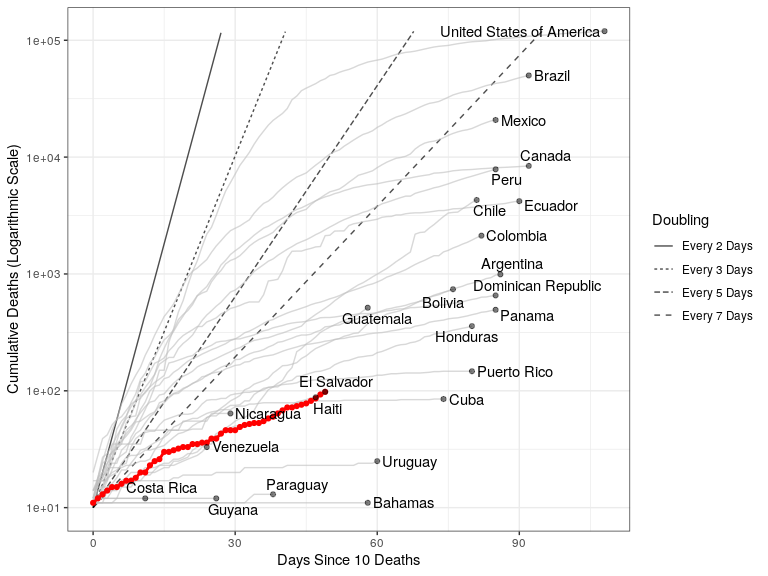 United States of America
1e+05
Brazil
Mexico
1e+04
Canada
Peru
Chile
Ecuador
Colombia
1e+03
Argentina
Dominican Republic
Bolivia
Guatemala
Panama
Honduras
Puerto Rico
El Salvador
1e+02
Cuba
Haiti
Nicaragua
Venezuela
Uruguay
Paraguay
Costa Rica
Bahamas
Guyana
1e+01
0
30
60
90
Days Since 10 Deaths
Cumulative Deaths (Logarithmic Scale)
Doubling
Every 2 Days
Every 3 Days
Every 5 Days
Every 7 Days